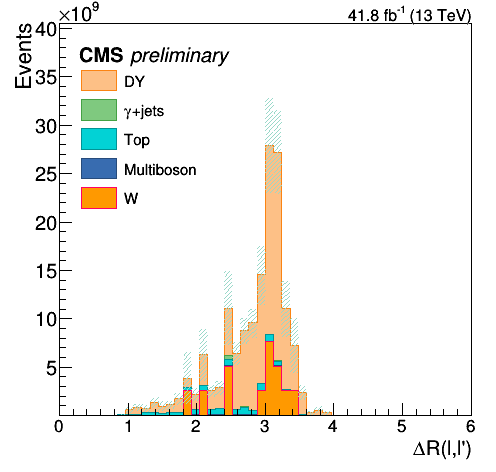 ×10⁹
41.8 fb⁻¹ (13 TeV)
Events
40
35
30
25
20
15
10
5
CMS preliminary
DY
γ+jets
Top
Multiboson
W
0 1 2 3 4 5 6
ΔR(l,l')